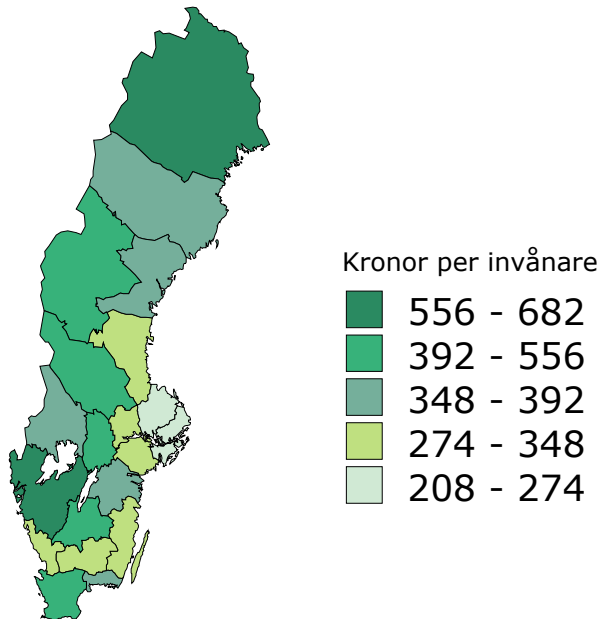 Kronor per invånare
556 - 682
392 - 556
348 - 392
274 - 348
208 - 274